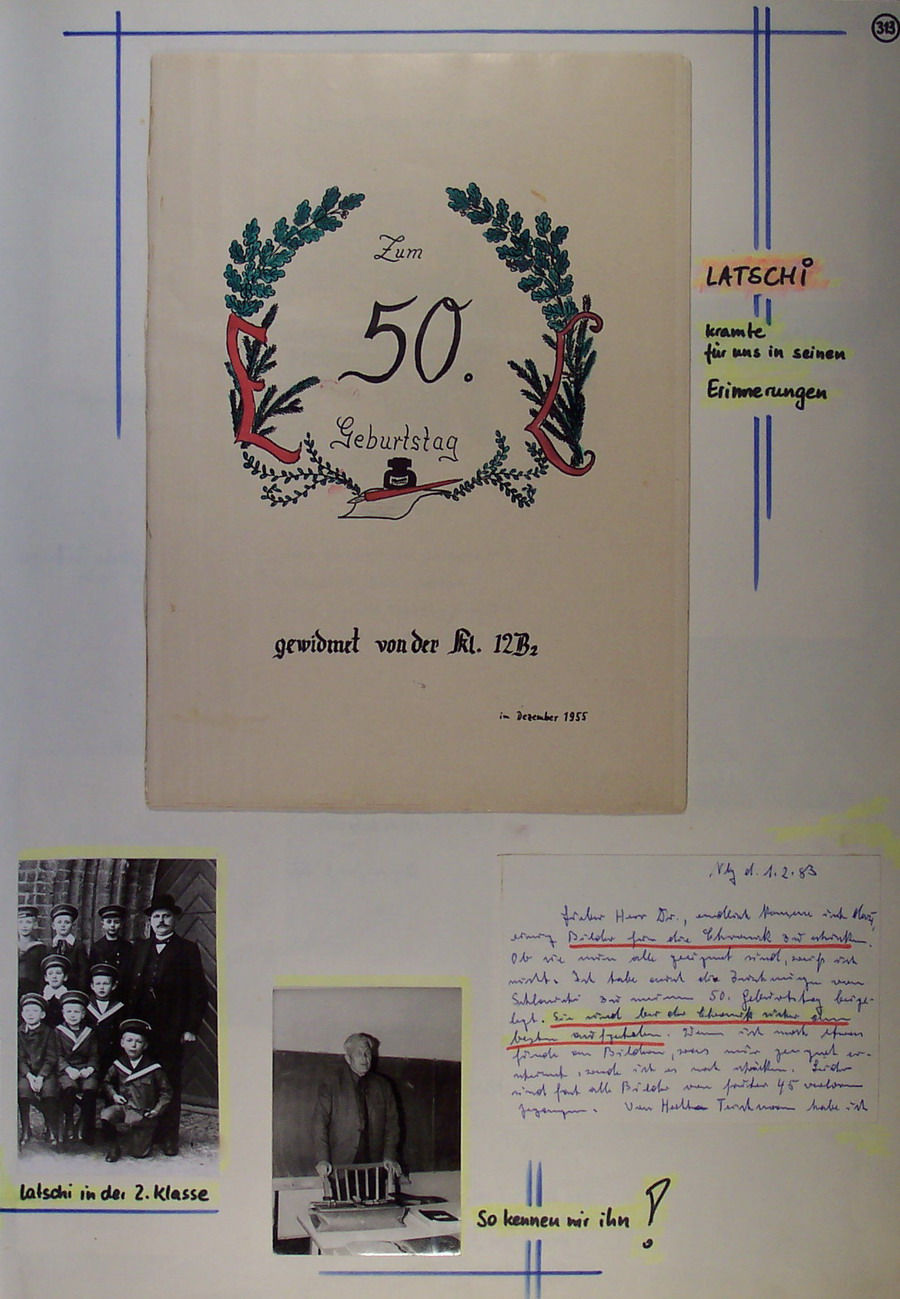 313
Zum
50.
Geburtstag
E L
gewidmet von der Kl. 12B₂
im Dezember 1955
LATSCHI
kramte
für uns in seinen
Erinnerungen
d. 1.2.83
Lieber Herr Dr., endlich komme ich dazu,
einige Bilder für die Chronik zu schicken.
Ob sie nun alle geeignet sind, weiß ich
nicht. Ich habe auch die Zeichnung von
zu meinem 50. Geburtstag beige-
legt. Sie sind bei der Chronik sicher am
besten aufgehoben. Wenn ich noch etwas
finde an Bildern, was mir geeignet er-
scheint, werde ich es noch schicken. Leider
sind fast alle Bilder von früher 45 verloren
gegangen. Von habe ich
Latschi in der 2. Klasse
So kennen wir ihn !